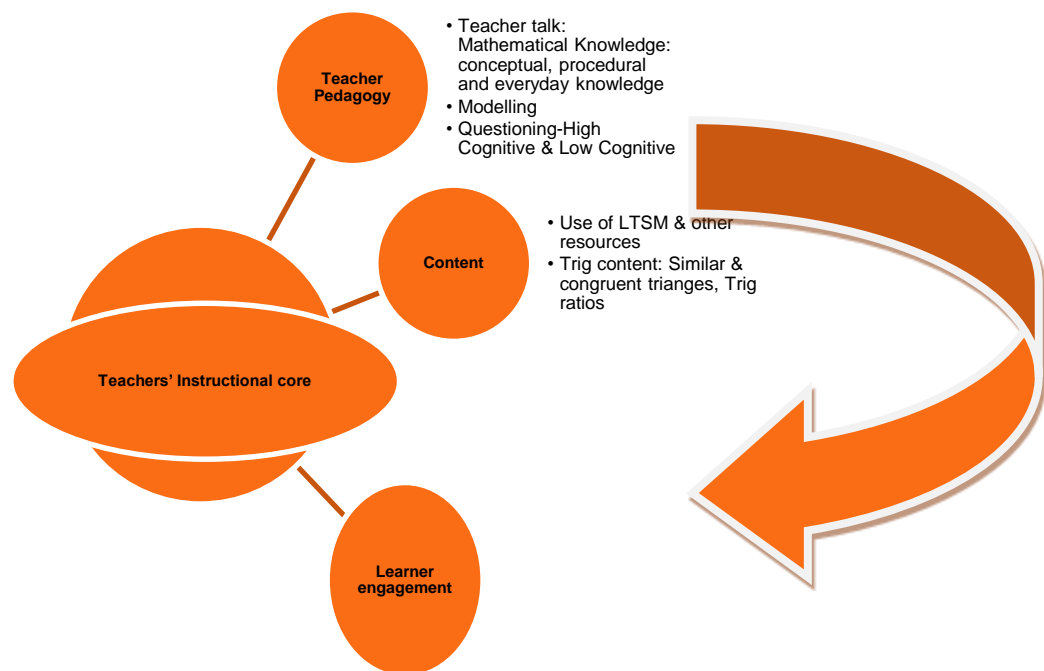 Teacher
Pedagogy
• Teacher talk:
Mathematical Knowledge:
conceptual, procedural
and everyday knowledge
• Modelling
• Questioning-High
Cognitive & Low Cognitive
Content
• Use of LTSM & other
resources
• Trig content: Similar &
congruent trianges, Trig
ratios
Teachers' Instructional core
Learner
engagement